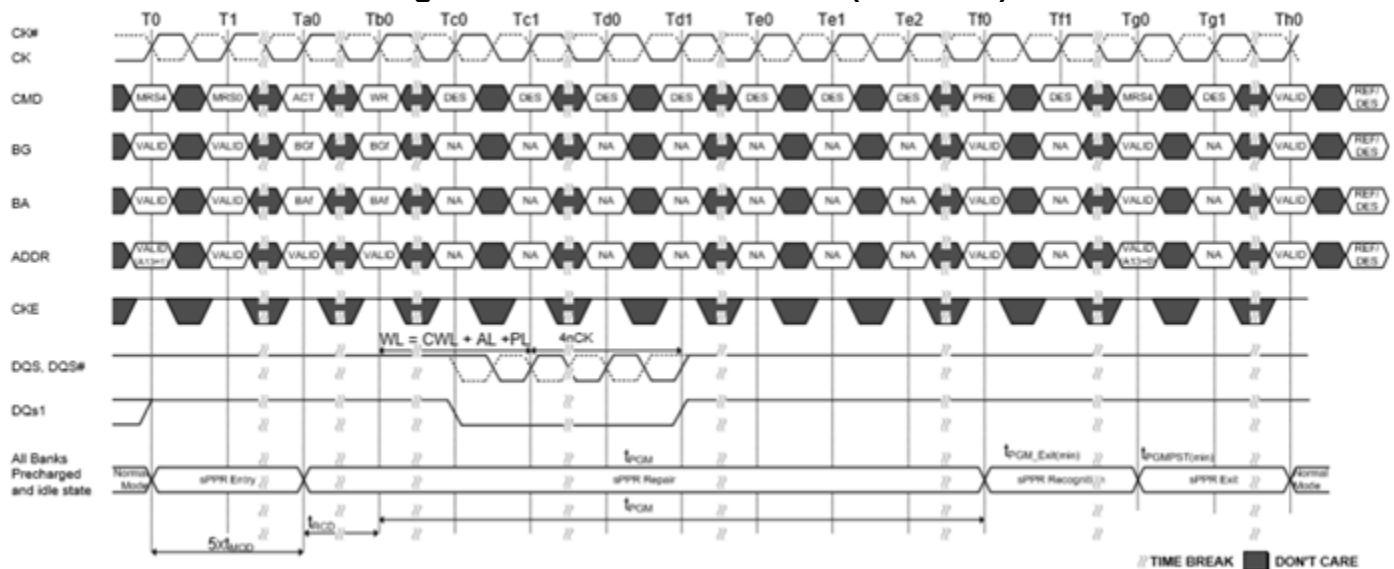 T0 T1 Ta0 Tb0 Tc0 Tc1 Td0 Td1 Te0 Te1 Te2 Tf0 Tf1 Tg0 Tg1 Th0
CK#
CK
CMD MRS4 MRS0 ACT WR DES DES DES DES DES DES DES PRE DES MRS4 DES VALID REF/
DES
BG VALID VALID BGf BGf NA NA NA NA NA NA NA VALID NA VALID NA VALID REF/
DES
BA VALID VALID BAf BAf NA NA NA NA NA NA NA VALID NA VALID NA VALID REF/
DES
ADDR VALID
(A13=1) VALID VALID VALID NA NA NA NA NA NA NA VALID NA VALID
(A13=0) NA VALID REF/
DES
CKE
WL = CWL + AL +PL 4nCK
DQS, DQS#
DQs1
All Banks
Precharged
and idle state
tPGM tPGM_Exit(min) tPGMPST(min)
Normal
Mode sPPR Entry sPPR Repair sPPR Recognition sPPR Exit Normal
Mode
tRCD tPGM
5xtMOD
TIME BREAK DON'T CARE